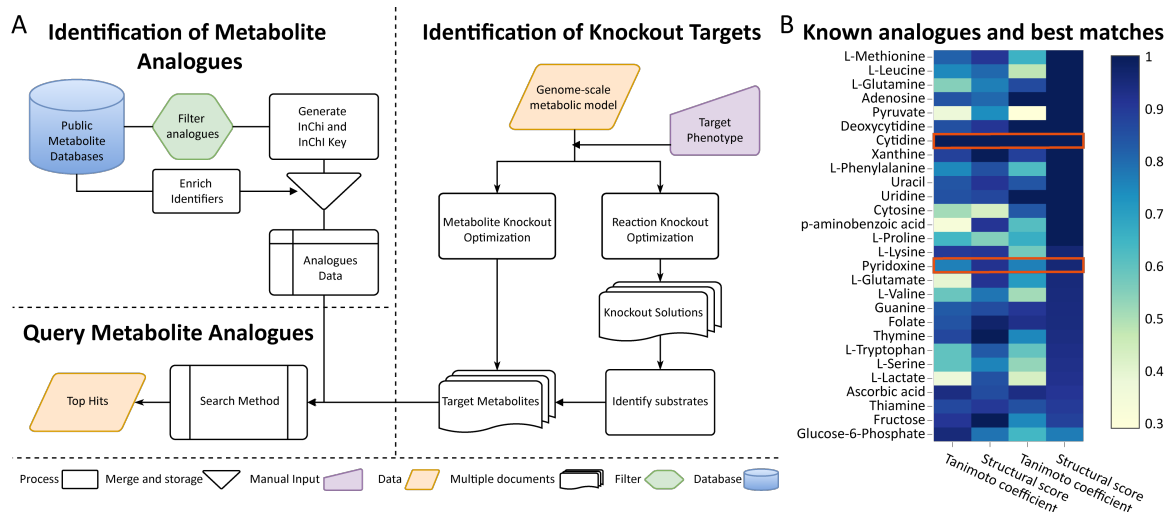 A
Identification of Metabolite
Analogues
Public
Metabolite
Databases
Filter
analogues
Generate
InChi and
InChI Key
Enrich
Identifiers
Analogues
Data
Query Metabolite Analogues
Top Hits
Search Method
Identification of Knockout Targets
Genome-scale
metabolic model
Target
Phenotype
Metabolite Knockout
Optimization
Reaction Knockout
Optimization
Knockout Solutions
Target Metabolites
Identify substrates
Process
Merge and storage
Manual Input
Data
Multiple documents
Filter
Database
B
Known analogues and best matches
L-Methionine
L-Leucine
L-Glutamine
Adenosine
Pyruvate
Deoxycytidine
Cytidine
Xanthine
L-Phenylalanine
Uracil
Uridine
Cytosine
p-aminobenzoic acid
L-Proline
L-Lysine
Pyridoxine
L-Glutamate
L-Valine
Guanine
Folate
Thymine
L-Tryptophan
L-Serine
L-Lactate
Ascorbic acid
Thiamine
Fructose
Glucose-6-Phosphate
Tanimoto coefficient
Structural score
Tanimoto coefficient
Structural score
1
0.9
0.8
0.7
0.6
0.5
0.4
0.3